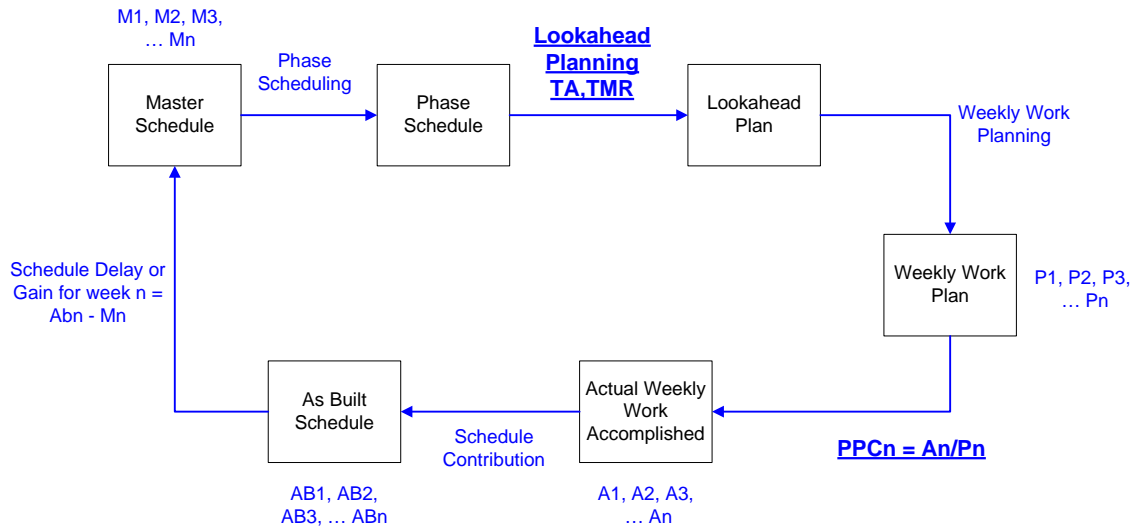 M1, M2, M3,
… Mn
Master
Schedule
Phase
Scheduling
Phase
Schedule
Lookahead
Planning
TA,TMR
Lookahead
Plan
Weekly Work
Planning
Weekly Work
Plan
P1, P2, P3,
… Pn
PPCn = An/Pn
Actual Weekly
Work
Accomplished
A1, A2, A3,
… An
Schedule
Contribution
As Built
Schedule
AB1, AB2,
AB3, … ABn
Schedule Delay or
Gain for week n =
Abn - Mn